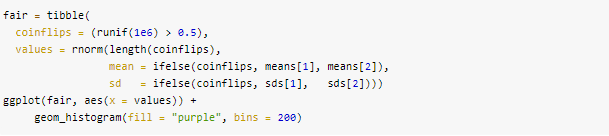 fair = tibble(
  coinflips = (runif(1e6) > 0.5),
  values = rnorm(length(coinflips),
                 mean = ifelse(coinflips, means[1], means[2]),
                 sd   = ifelse(coinflips, sds[1],   sds[2])))
ggplot(fair, aes(x = values)) +
     geom_histogram(fill = "purple", bins = 200)